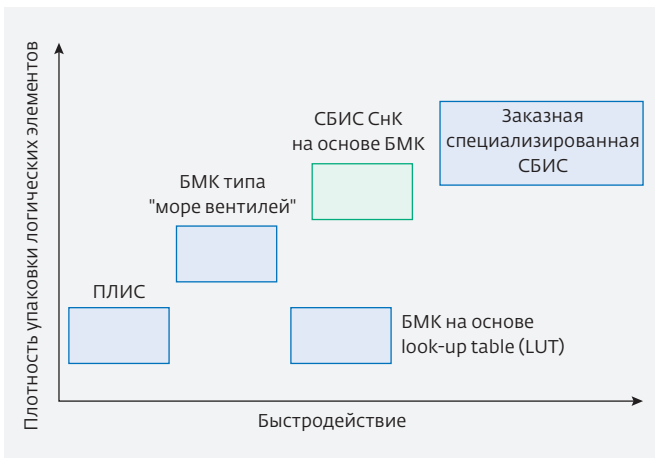 Плотность упаковки логических элементов
СБИС СнК
на основе БМК
Заказная
специализированная
СБИС
БМК типа
"море вентилей"
ПЛИС
БМК на основе
look-up table (LUT)
Быстродействие